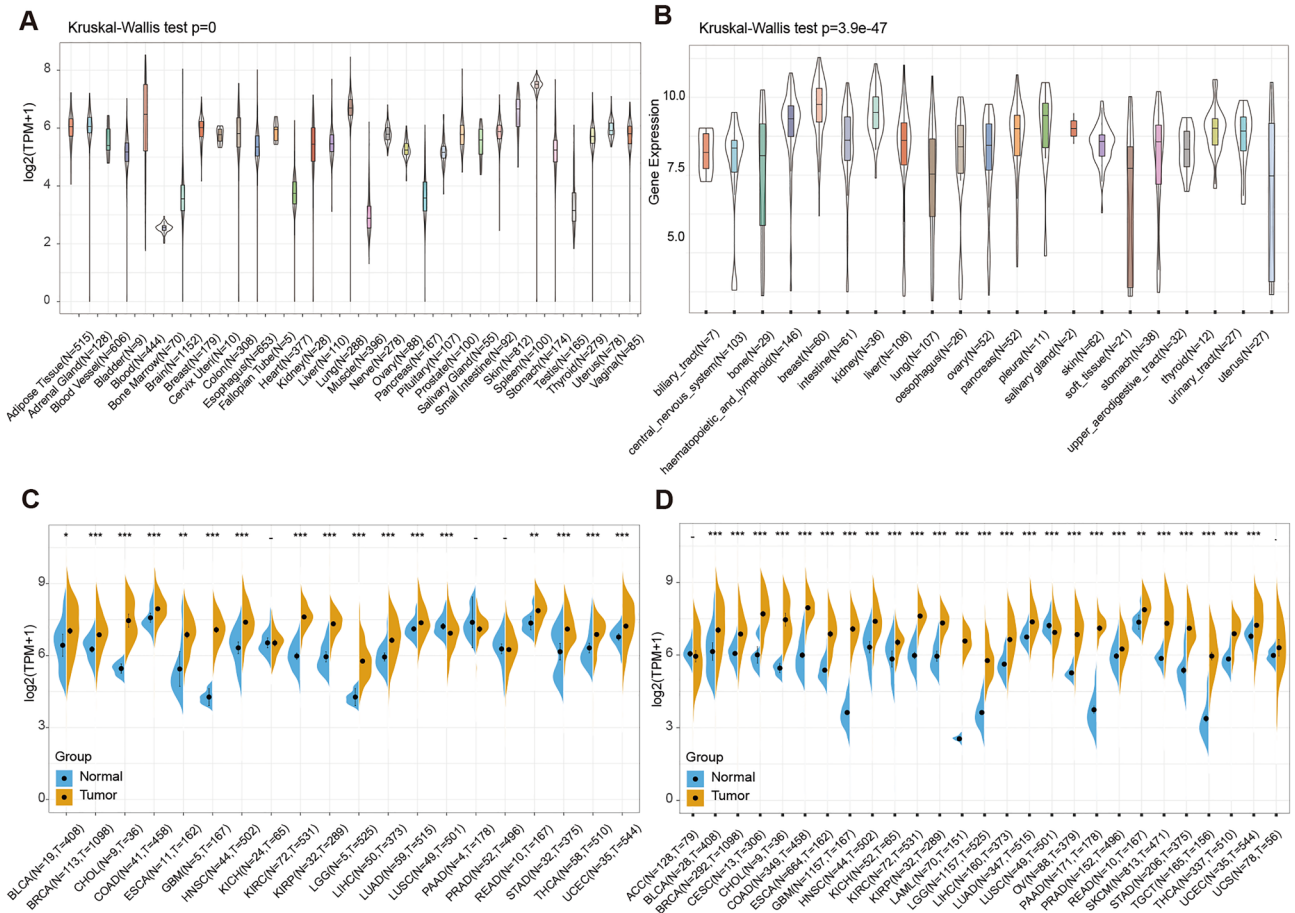 A
Kruskal-Wallis test p=0
log2(TPM+1)
8
6
4
2
0
Adipose Tissue(N=515)
Adrenal Gland(N=128)
Blood Vessel(N=606)
Bladder(N=9)
Blood(N=444)
Bone Marrow(N=70)
Brain(N=1152)
Breast(N=179)
Cervix Uteri(N=10)
Colon(N=308)
Esophagus(N=653)
Fallopian Tube(N=5)
Heart(N=377)
Kidney(N=28)
Liver(N=110)
Lung(N=288)
Muscle(N=396)
Nerve(N=278)
Ovary(N=88)
Pancreas(N=167)
Pituitary(N=107)
Prostate(N=100)
Salivary Gland(N=55)
Small Intestine(N=92)
Skin(N=812)
Spleen(N=100)
Stomach(N=174)
Testis(N=165)
Thyroid(N=279)
Uterus(N=78)
Vagina(N=85)
B
Kruskal-Wallis test p=3.9e-47
Gene Expression
10.0
7.5
5.0
biliary_tract(N=7)
central_nervous_system(N=103)
bone(N=29)
haematopoietic_and_lymphoid(N=146)
breast(N=60)
intestine(N=61)
kidney(N=36)
liver(N=108)
lung(N=107)
oesophagus(N=26)
ovary(N=52)
pancreas(N=52)
pleura(N=11)
salivary gland(N=2)
skin(N=62)
soft_tissue(N=21)
stomach(N=38)
upper_aerodigestive_tract(N=32)
thyroid(N=12)
urinary_tract(N=27)
uterus(N=27)
C
* *** *** *** ** *** *** - *** *** *** *** *** *** - - ** *** *** ***
log2(TPM+1)
9
6
3
0
Group
Normal
Tumor
BLCA(N=19,T=408)
BRCA(N=113,T=1098)
CHOL(N=9,T=36)
COAD(N=41,T=458)
ESCA(N=11,T=162)
GBM(N=5,T=167)
HNSC(N=44,T=502)
KICH(N=24,T=65)
KIRC(N=72,T=531)
KIRP(N=32,T=289)
LGG(N=5,T=525)
LIHC(N=50,T=373)
LUAD(N=59,T=515)
LUSC(N=49,T=501)
PAAD(N=4,T=178)
PRAD(N=52,T=496)
READ(N=10,T=167)
STAD(N=32,T=375)
THCA(N=58,T=510)
UCEC(N=35,T=544)
D
- *** *** *** *** *** *** *** *** *** *** *** *** *** *** *** *** *** *** *** ** *** *** *** *** *** -
log2(TPM+1)
9
6
3
0
Group
Normal
Tumor
ACC(N=128,T=79)
BLCA(N=28,T=408)
BRCA(N=292,T=1098)
CESC(N=13,T=306)
CHOL(N=9,T=36)
COAD(N=349,T=458)
ESCA(N=664,T=162)
GBM(N=1157,T=167)
HNSC(N=44,T=502)
KICH(N=52,T=65)
KIRC(N=72,T=531)
KIRP(N=32,T=289)
LAML(N=70,T=151)
LGG(N=1157,T=525)
LIHC(N=160,T=373)
LUAD(N=347,T=515)
LUSC(N=49,T=501)
OV(N=88,T=379)
PAAD(N=171,T=178)
PRAD(N=152,T=496)
READ(N=10,T=167)
SKCM(N=813,T=471)
STAD(N=206,T=375)
TGCT(N=165,T=156)
THCA(N=337,T=510)
UCEC(N=35,T=544)
UCS(N=78,T=56)